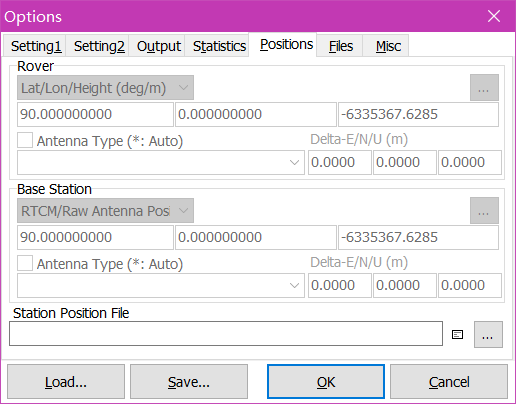 Options
Setting1 Setting2 Output Statistics Positions Files Misc
Rover
Lat/Lon/Height (deg/m) ...
90.000000000 0.000000000 -6335367.6285
Antenna Type (*: Auto) Delta-E/N/U (m)
0.0000 0.0000 0.0000
Base Station
RTCM/Raw Antenna Posi ...
90.000000000 0.000000000 -6335367.6285
Antenna Type (*: Auto) Delta-E/N/U (m)
0.0000 0.0000 0.0000
Station Position File
...
Load... Save... OK Cancel